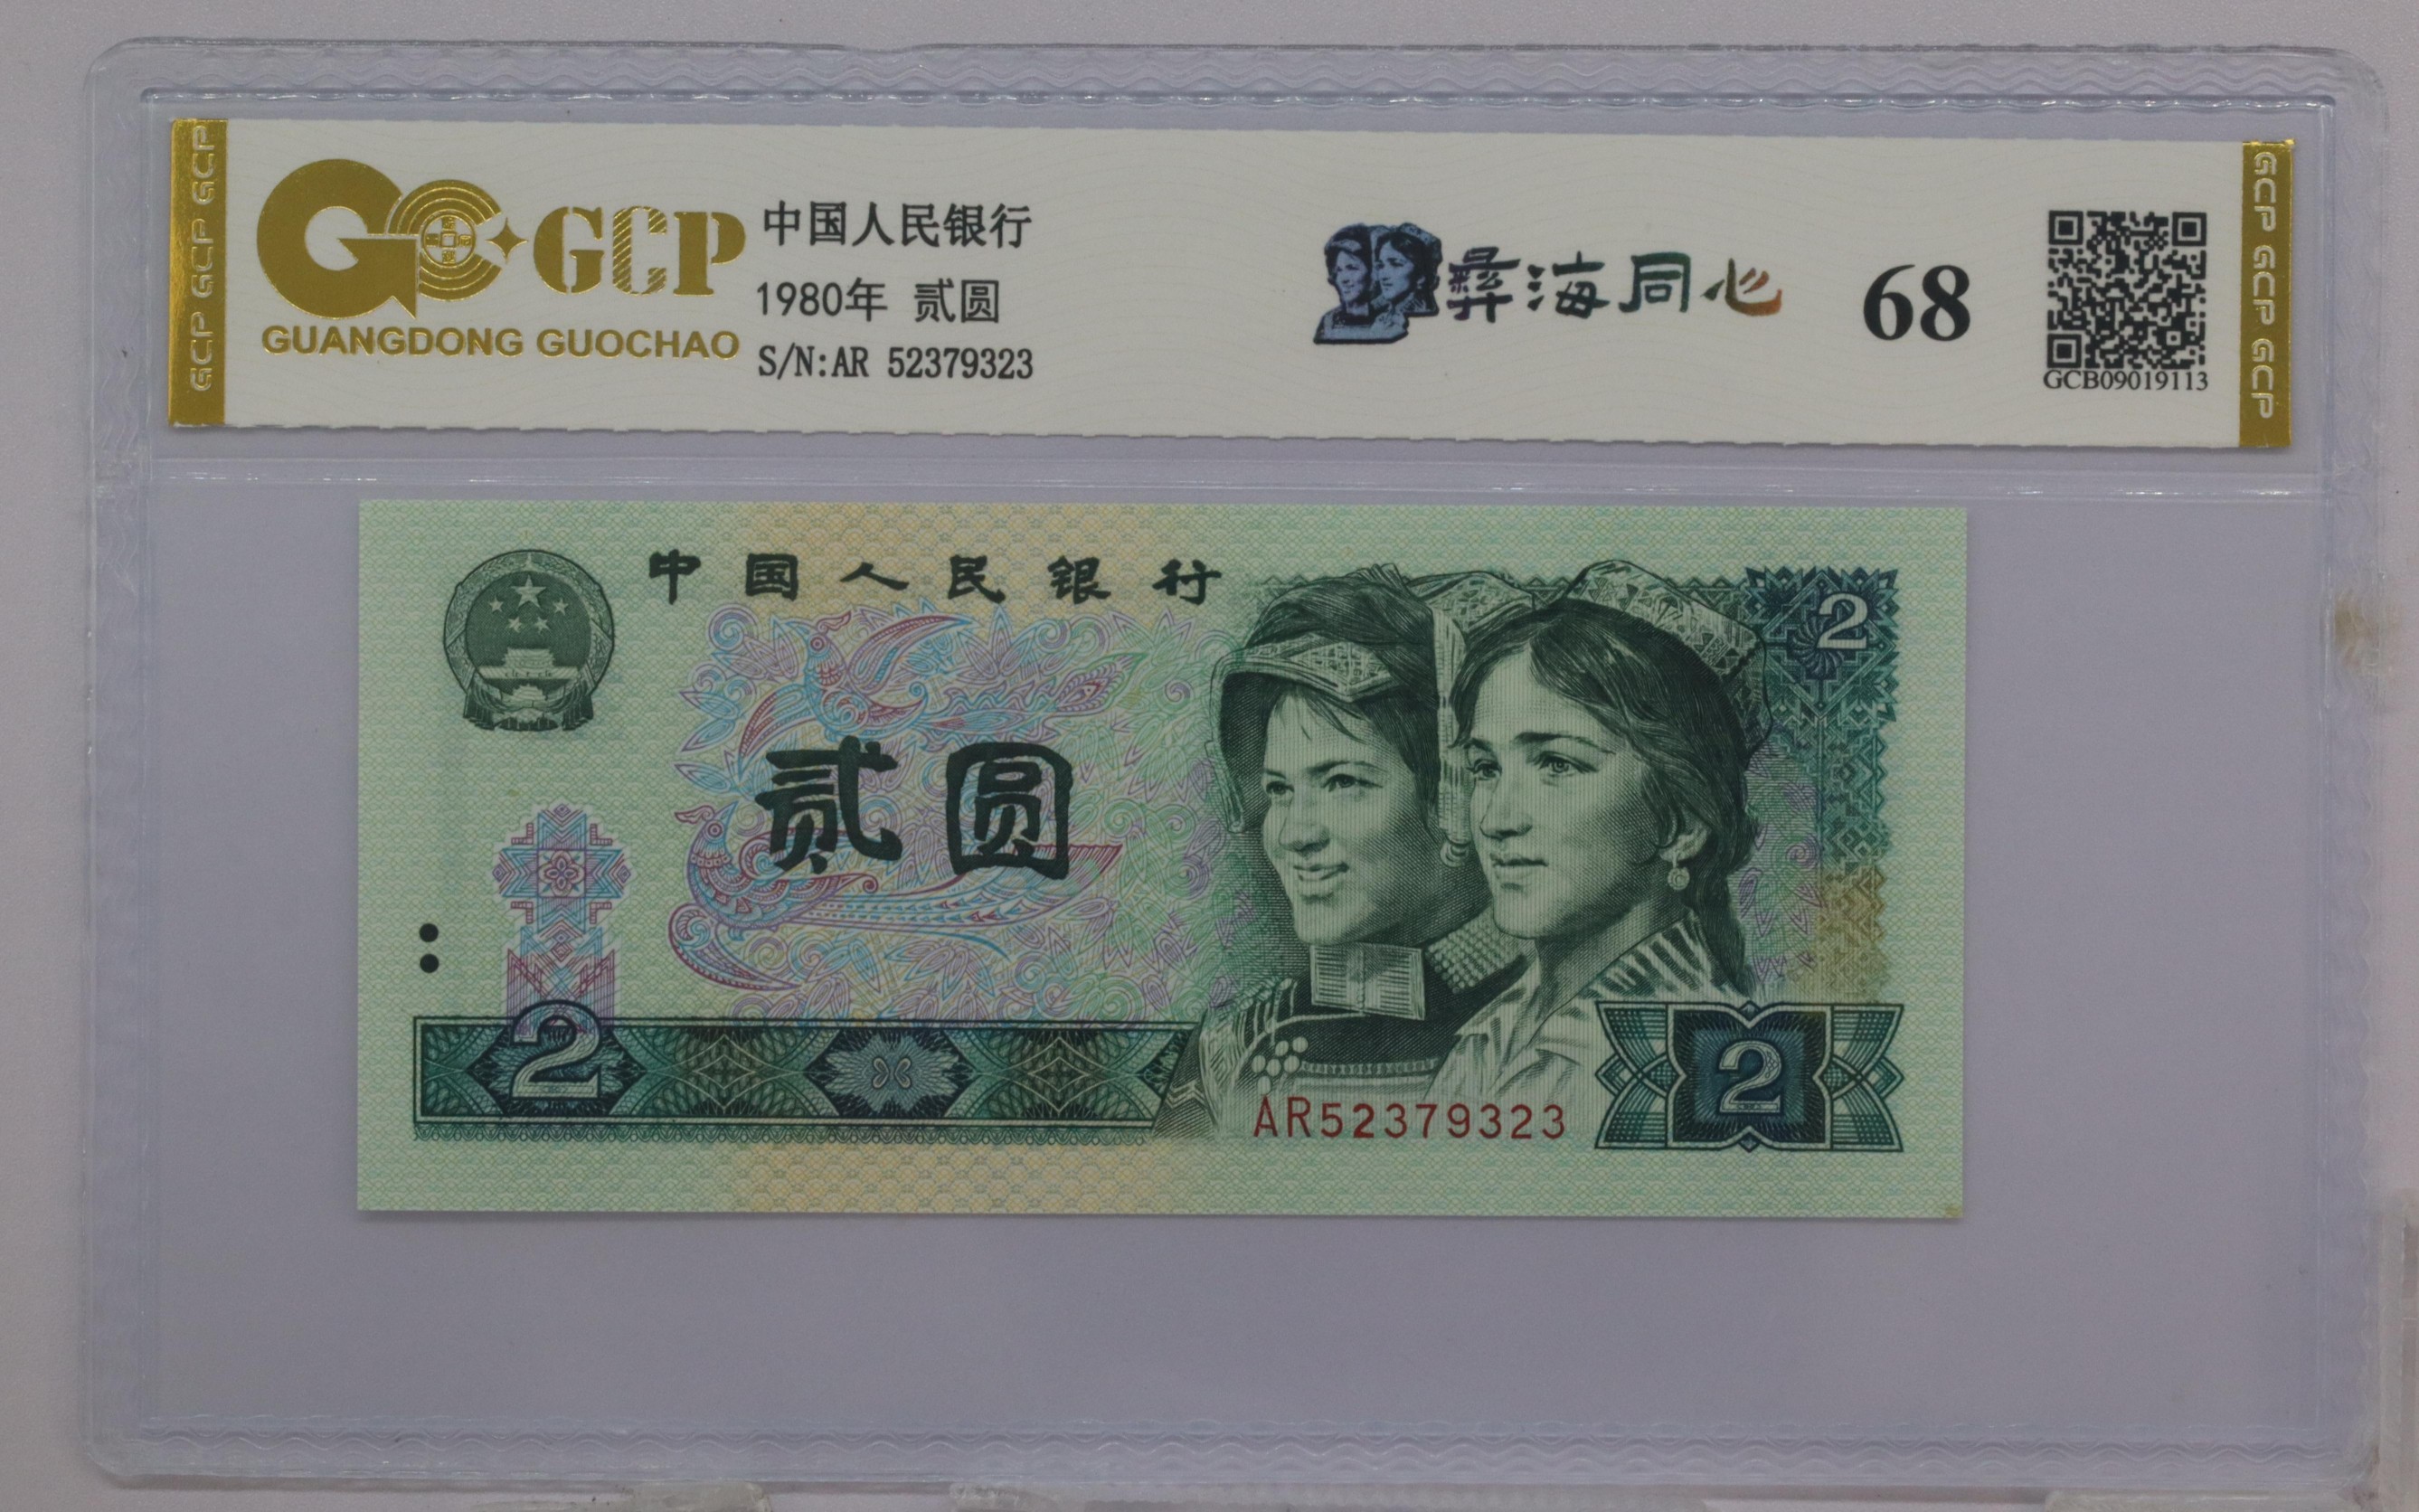 GCP GCP GCP
GCP
GUANGDONG GUOCHAO
中国人民银行
1980年 贰圆
S/N:AR 52379323
彝海同心
68
GCB09019113
GCP GCP GCP
中国人民银行
2
贰圆
2
AR52379323
2